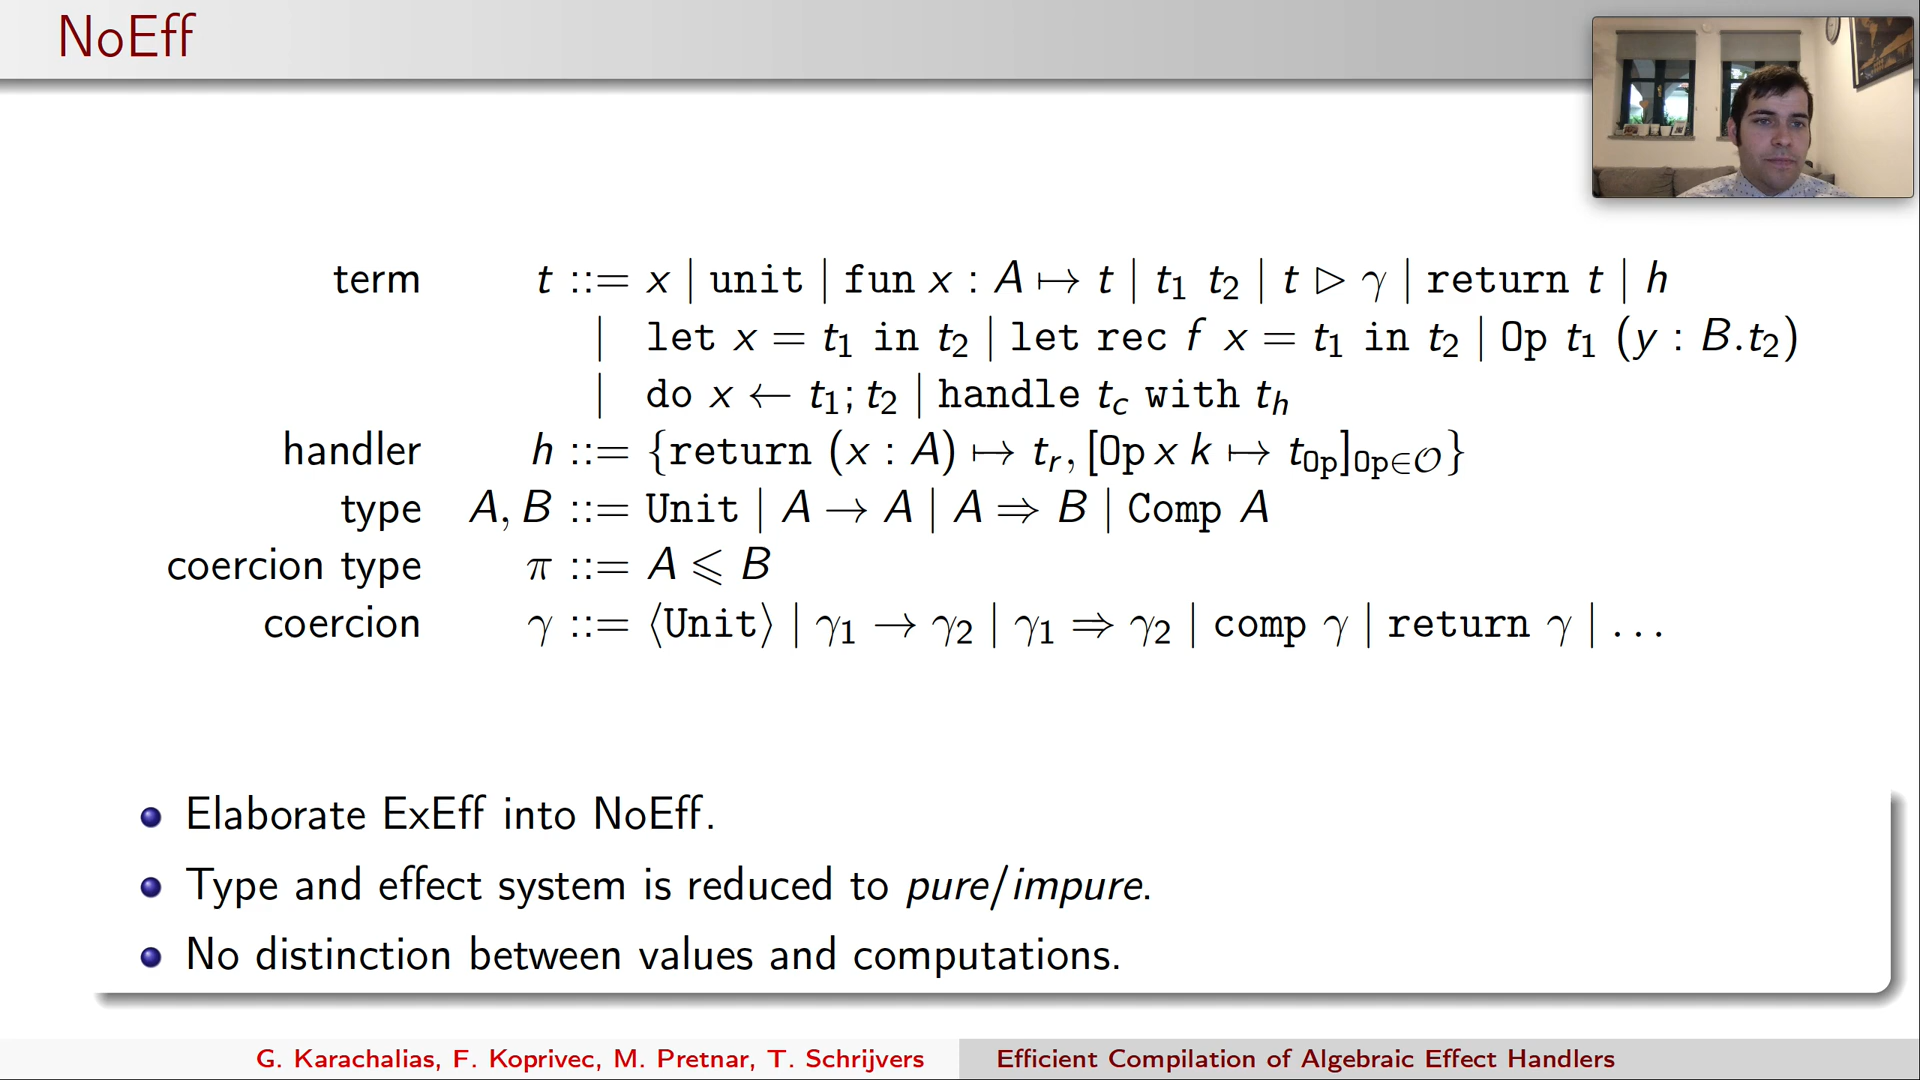 NoEff
term t ::= x | unit | fun x : A ↦ t | t₁ t₂ | t ▷ γ | return t | h
| let x = t₁ in t₂ | let rec f x = t₁ in t₂ | Op t₁ (y : B.t₂)
| do x ← t₁; t₂ | handle t_c with t_h
handler h ::= {return (x : A) ↦ t_r, [Op x k ↦ t_Op]_Op∈𝒪}
type A, B ::= Unit | A → A | A ⇒ B | Comp A
coercion type π ::= A ⩽ B
coercion γ ::= ⟨Unit⟩ | γ₁ → γ₂ | γ₁ ⇒ γ₂ | comp γ | return γ | …
Elaborate ExEff into NoEff.
Type and effect system is reduced to pure/impure.
No distinction between values and computations.
G. Karachalias, F. Koprivec, M. Pretnar, T. Schrijvers Efficient Compilation of Algebraic Effect Handlers